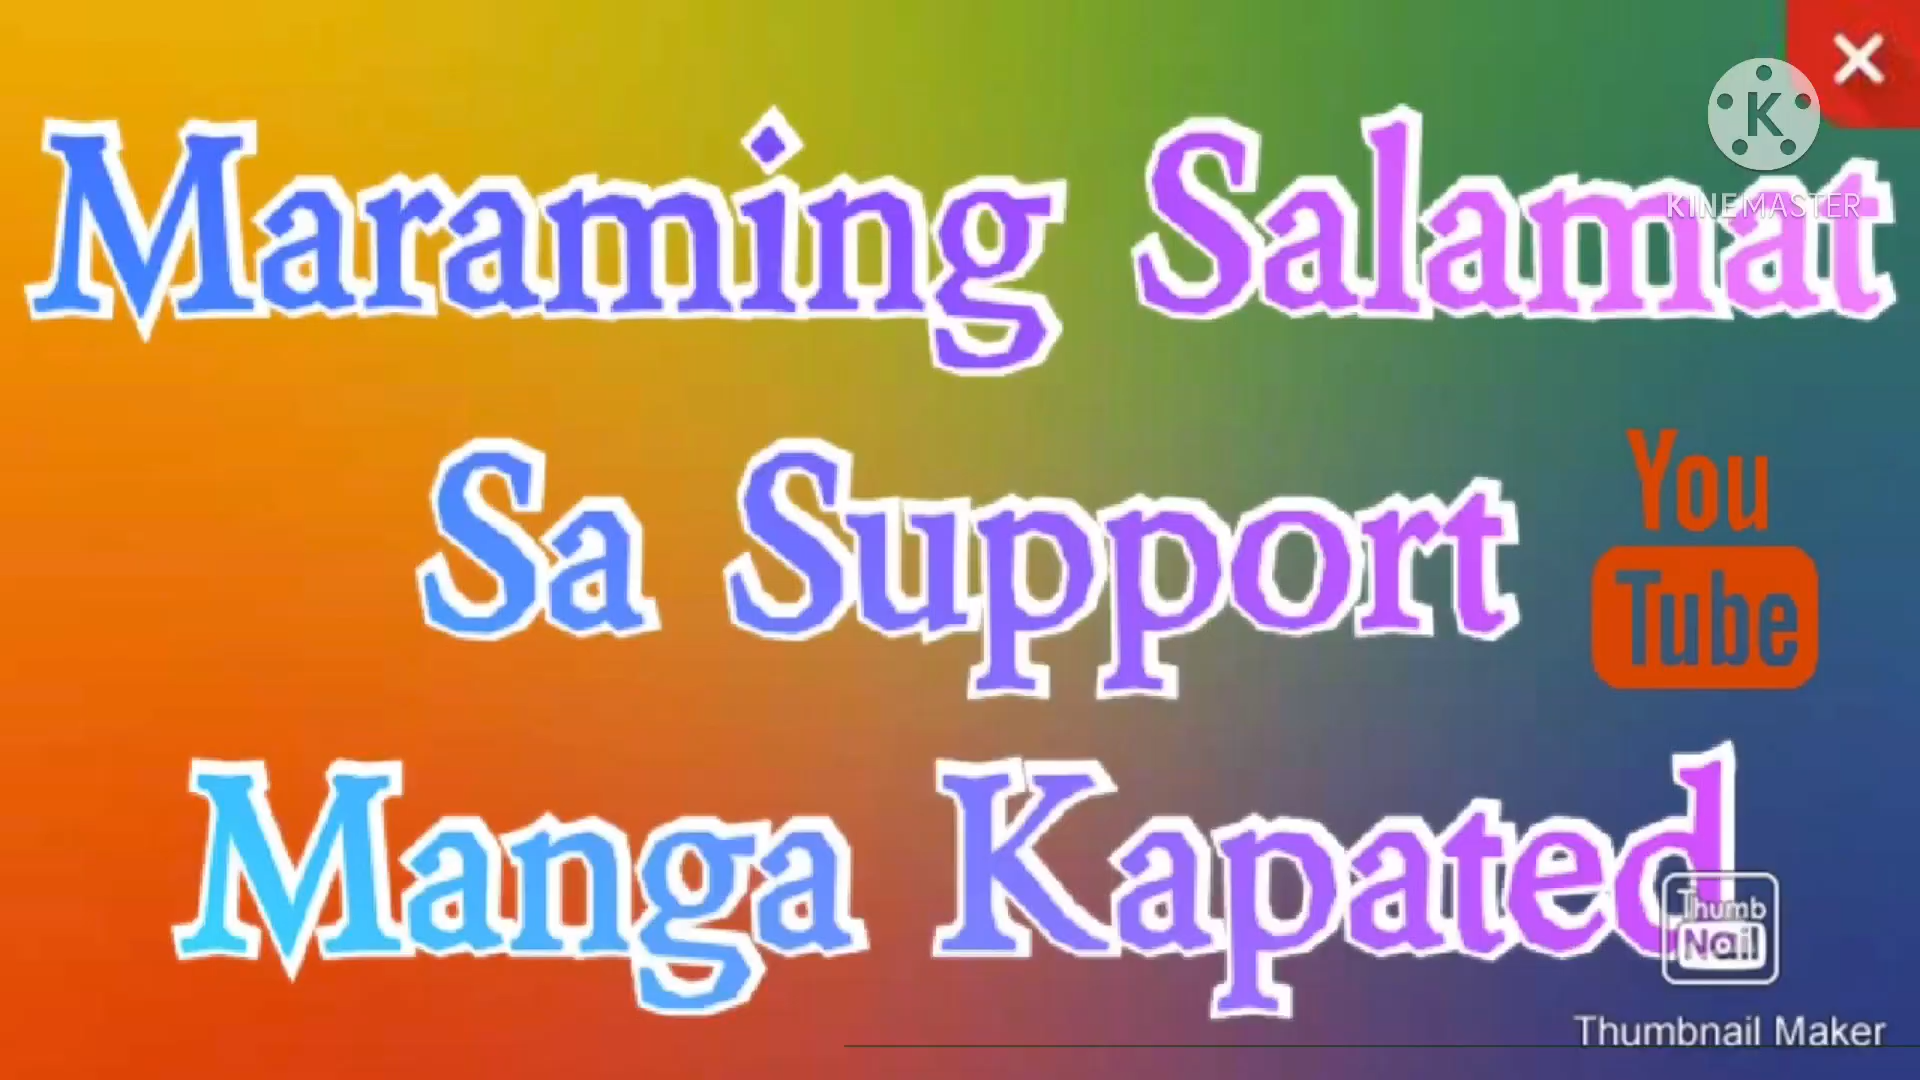 Maraming Salamat
K
KINEMASTER
Sa Support
You
Tube
Manga Kapated
Thumb
Nail
Thumbnail Maker